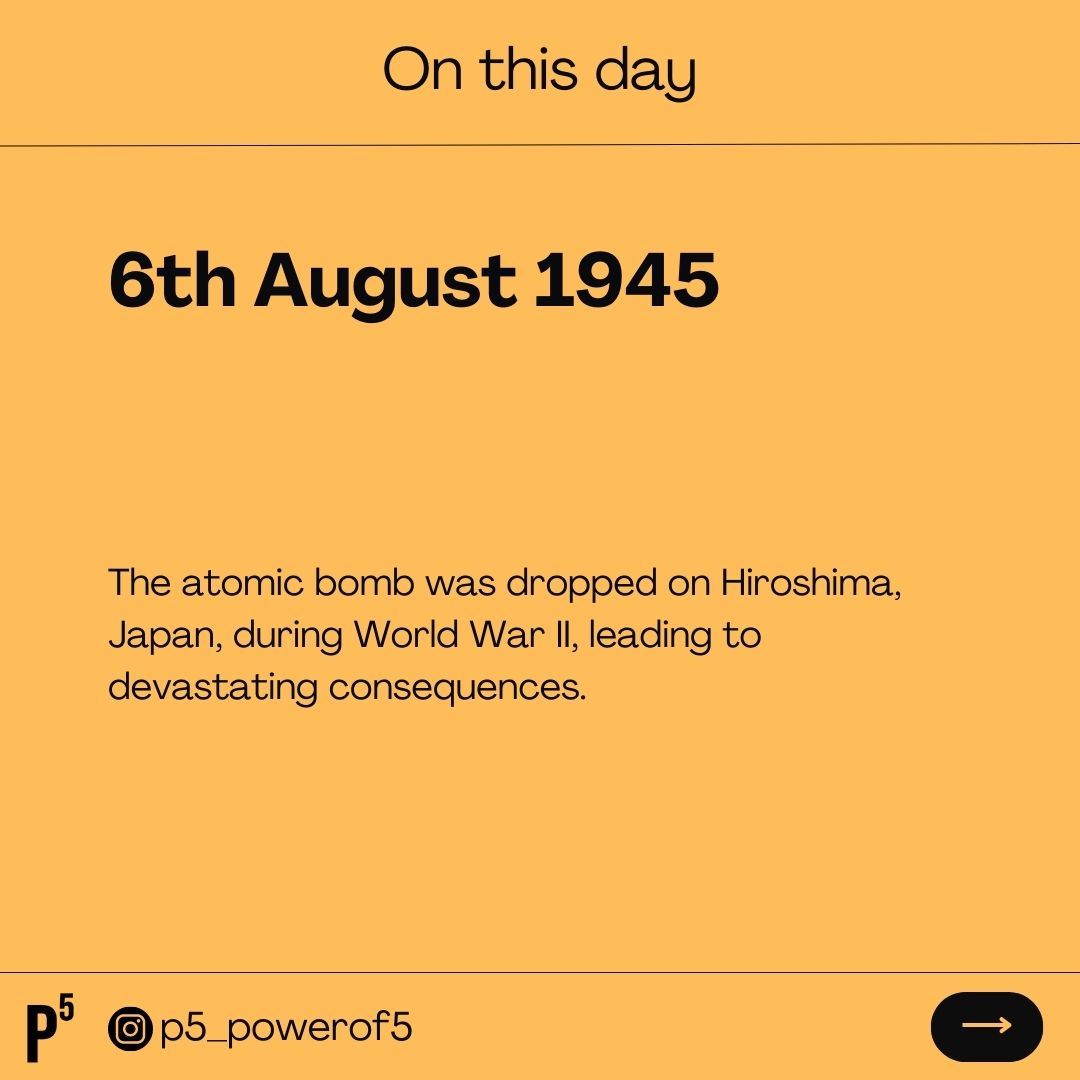 On this day
6th August 1945
The atomic bomb was dropped on Hiroshima,
Japan, during World War II, leading to
devastating consequences.
P⁵ p5_powerof5